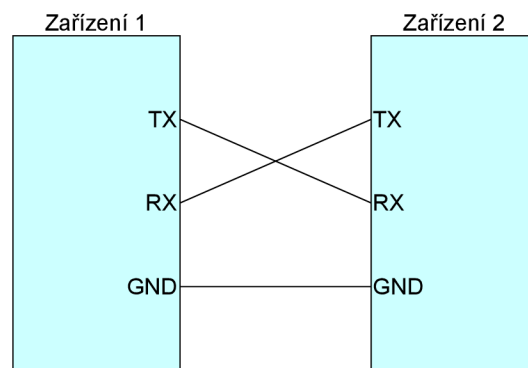 Zařízení 1 Zařízení 2
TX TX
RX RX
GND GND